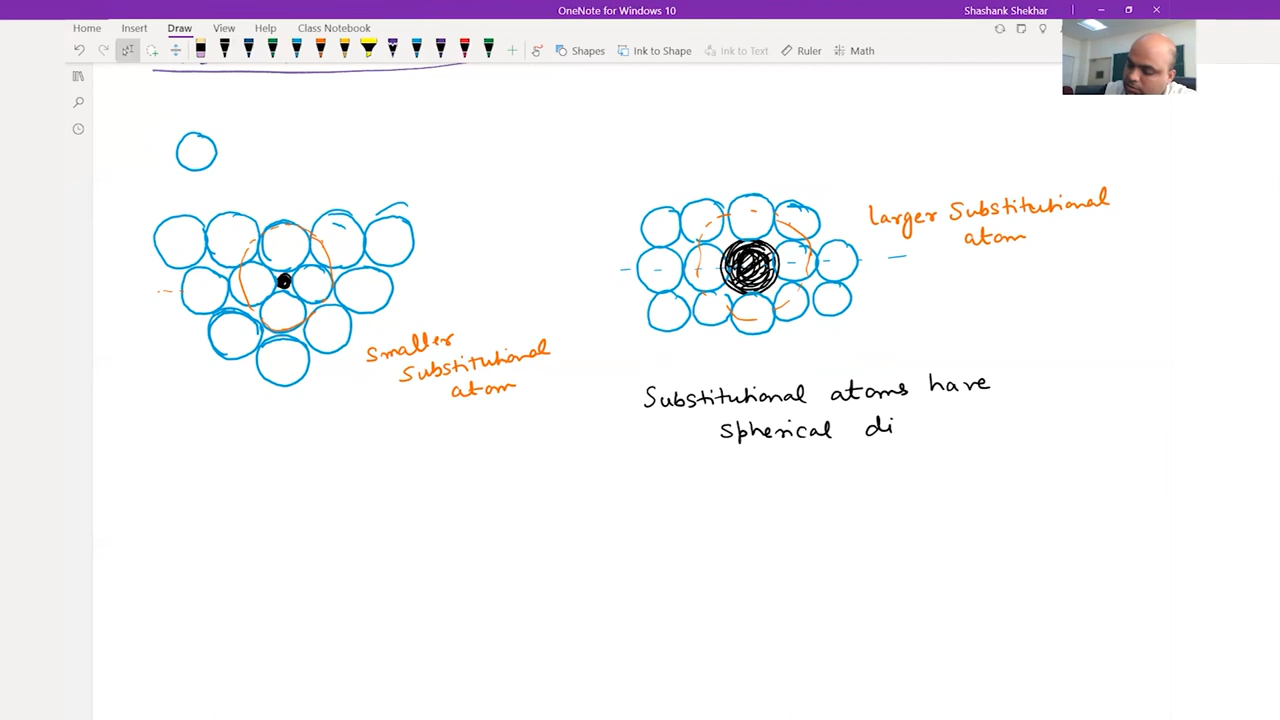 OneNote for Windows 10
Shashank Shekhar
Home Insert Draw View Help Class Notebook
Shapes Ink to Shape Ink to Text Ruler Math
larger Substitutional
atom
Smaller
Substitutional
atom
Substitutional atoms have
spherical di